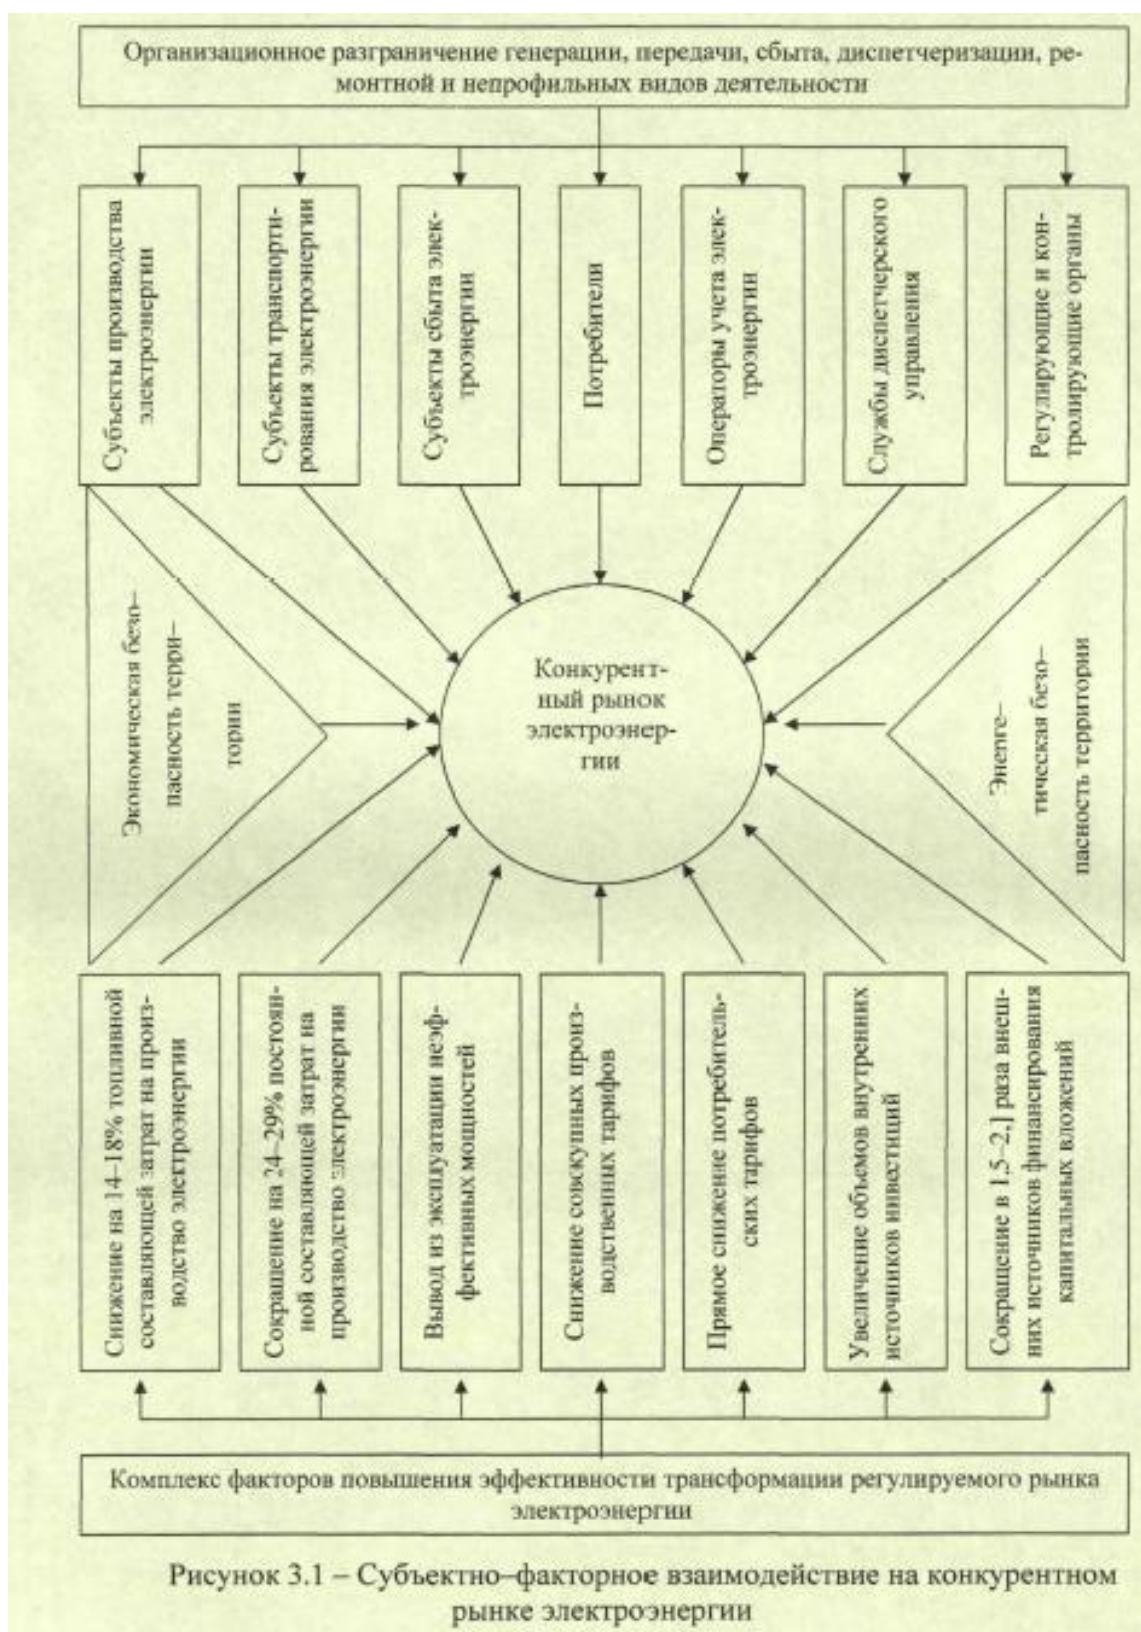 Организационное разграничение генерации, передачи, сбыта, диспетчеризации, ре-
монтной и непрофильных видов деятельности
Субъекты производства
электроэнергии
Субъекты транспорти-
рования электроэнергии
Субъекты сбыта элек-
троэнергии
Потребители
Операторы учета элек-
троэнергии
Службы диспетчерского
управления
Регулирующие и кон-
тролирующие органы
Экономическая безо–
пасность терри–
тории
Конкурент-
ный рынок
электроэнер-
гии
Энерге–
тическая безо–
пасность территории
Снижение на 14–18% топливной
составляющей затрат на произ-
водство электроэнергии
Сокращение на 24–29% постоян-
ной составляющей затрат на
производство электроэнергии
Вывод из эксплуатации неэф-
фективных мощностей
Снижение совокупных произ-
водственных тарифов
Прямое снижение потребитель-
ских тарифов
Увеличение объемов внутренних
источников инвестиций
Сокращение в 1,5–2,1 раза внеш-
них источников финансирования
капитальных вложений
Комплекс факторов повышения эффективности трансформации регулируемого рынка
электроэнергии
Рисунок 3.1 – Субъектно–факторное взаимодействие на конкурентном
рынке электроэнергии